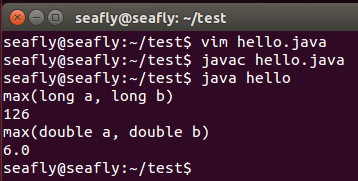 seafly@seafly: ~/test
seafly@seafly:~/test$ vim hello.java
seafly@seafly:~/test$ javac hello.java
seafly@seafly:~/test$ java hello
max(long a, long b)
126
max(double a, double b)
6.0
seafly@seafly:~/test$